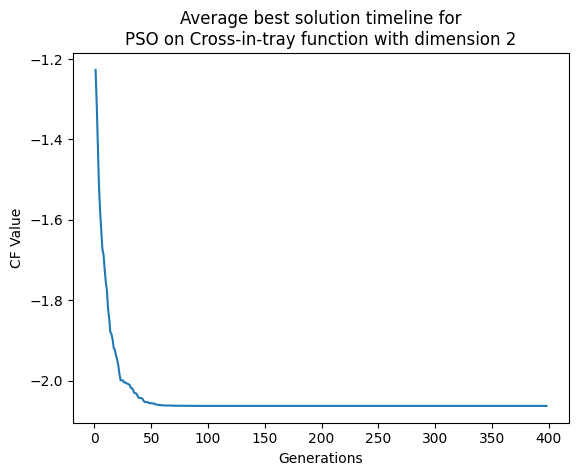 Average best solution timeline for
PSO on Cross-in-tray function with dimension 2
−1.2
−1.4
−1.6
−1.8
−2.0
CF Value
0 50 100 150 200 250 300 350 400
Generations